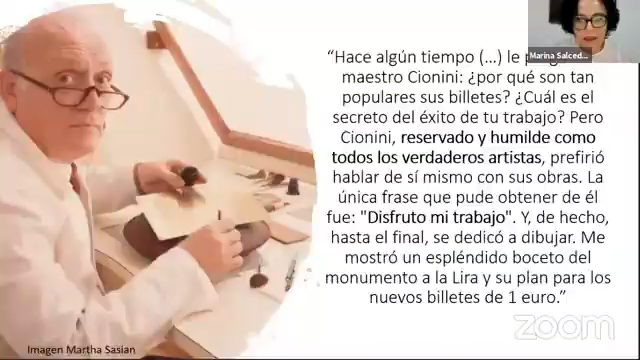 “Hace algún tiempo (...) le
Marina Salced...
maestro Cionini: ¿por qué son tan
populares sus billetes? ¿Cuál es el
secreto del éxito de tu trabajo? Pero
Cionini, reservado y humilde como
todos los verdaderos artistas, prefirió
hablar de sí mismo con sus obras. La
única frase que pude obtener de él
fue: "Disfruto mi trabajo". Y, de hecho,
hasta el final, se dedicó a dibujar. Me
mostró un espléndido boceto del
monumento a la Lira y su plan para los
nuevos billetes de 1 euro.”
zoom
Imagen Martha Sasian